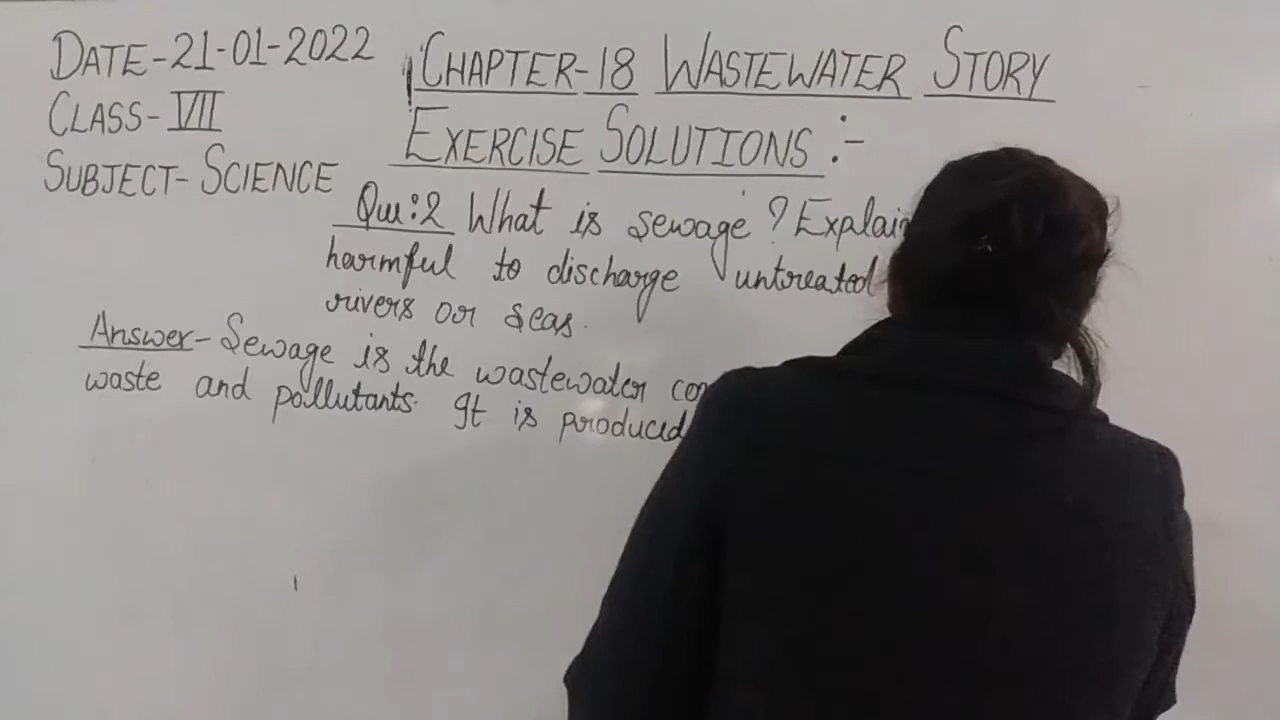 DATE-21-01-2022
CLASS-VII
SUBJECT-SCIENCE
CHAPTER-18 WASTEWATER STORY
EXERCISE SOLUTIONS :-
Qu:2 What is sewage? Explain
harmful to discharge untreated
rivers or seas.
Answer- Sewage is the wastewater
waste and pollutants. It is produced